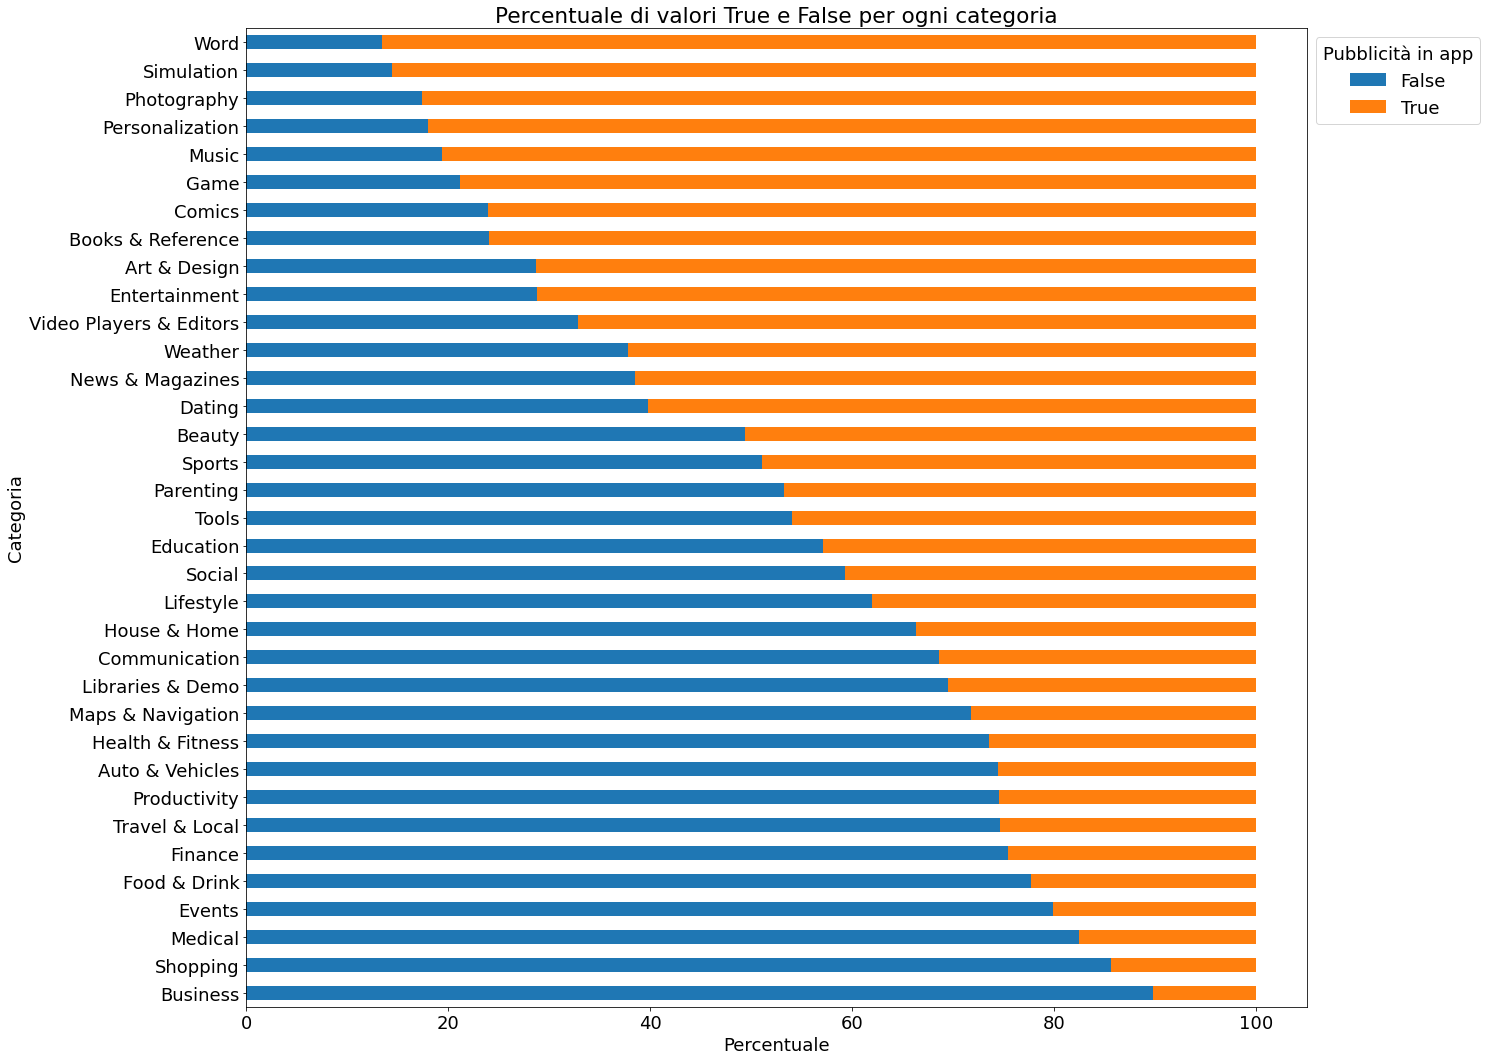 Percentuale di valori True e False per ogni categoria
Word
Simulation
Photography
Personalization
Music
Game
Comics
Books & Reference
Art & Design
Entertainment
Video Players & Editors
Weather
News & Magazines
Dating
Beauty
Sports
Parenting
Tools
Education
Social
Lifestyle
House & Home
Communication
Libraries & Demo
Maps & Navigation
Health & Fitness
Auto & Vehicles
Productivity
Travel & Local
Finance
Food & Drink
Events
Medical
Shopping
Business
Categoria
0 20 40 60 80 100
Percentuale
Pubblicità in app
False
True